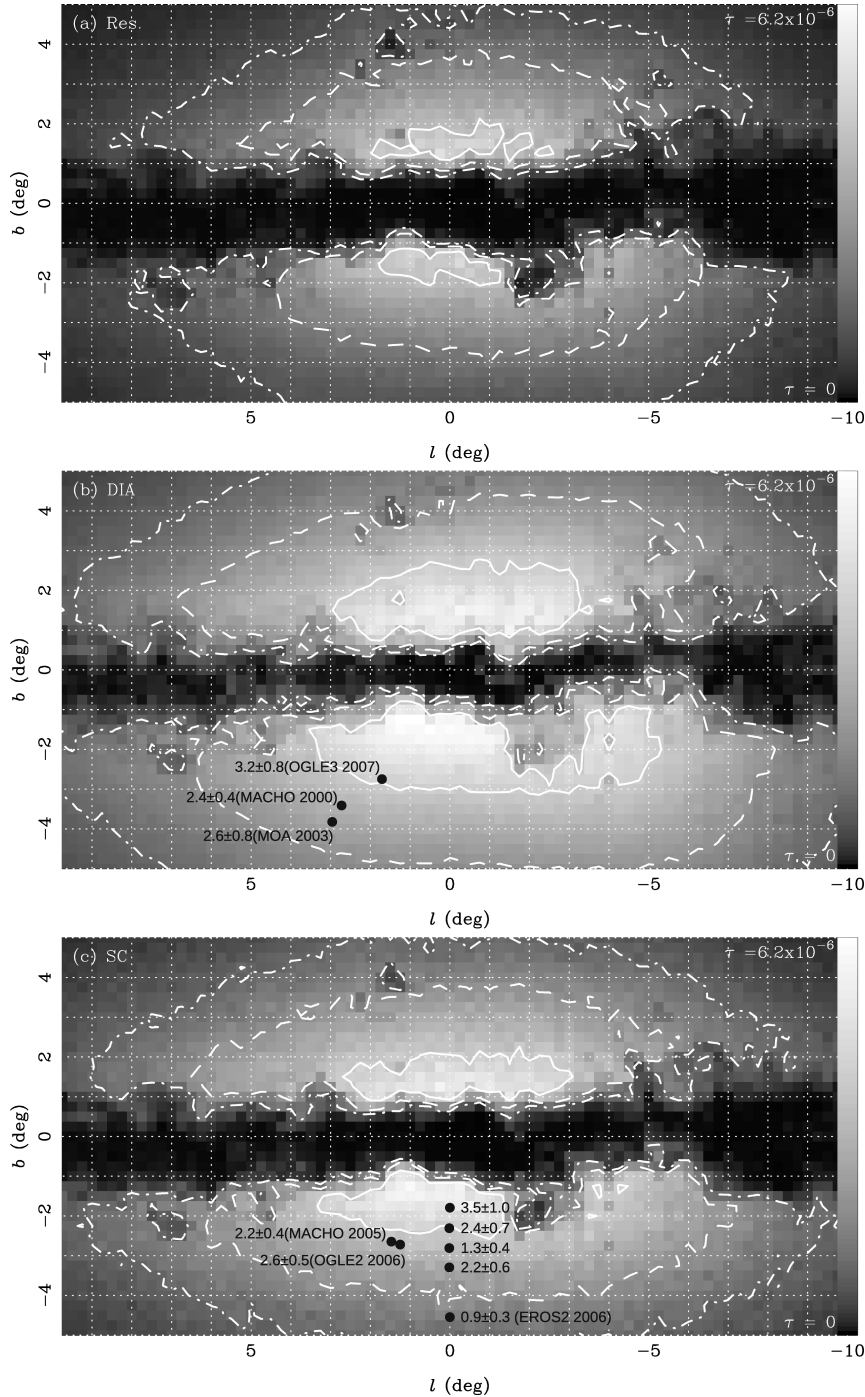 (a) Res.
τ =6.2x10⁻⁶
4
2
0
−2
−4
b (deg)
τ = 0
5
0
−5
−10
l (deg)
(b) DIA
τ =6.2x10⁻⁶
4
2
0
−2
−4
b (deg)
3.2±0.8(OGLE3 2007)
2.4±0.4(MACHO 2000)
2.6±0.8(MOA 2003)
τ = 0
5
0
−5
−10
l (deg)
(c) SC
τ =6.2x10⁻⁶
4
2
0
−2
−4
b (deg)
3.5±1.0
2.4±0.7
2.2±0.4(MACHO 2005)
1.3±0.4
2.6±0.5(OGLE2 2006)
2.2±0.6
0.9±0.3 (EROS2 2006)
τ = 0
5
0
−5
−10
l (deg)